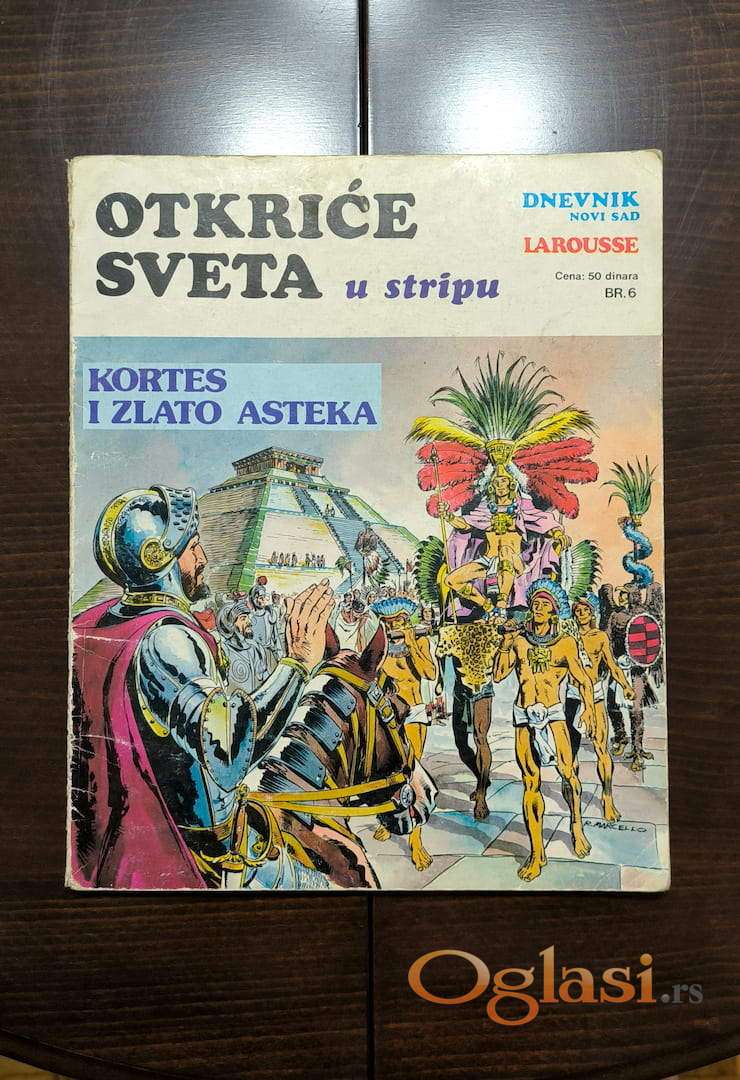 OTKRIĆE
SVETA u stripu
DNEVNIK
NOVI SAD
LAROUSSE
Cena: 50 dinara
BR. 6
KORTES
I ZLATO ASTEKA
R. MARCELLO
Oglasi.rs